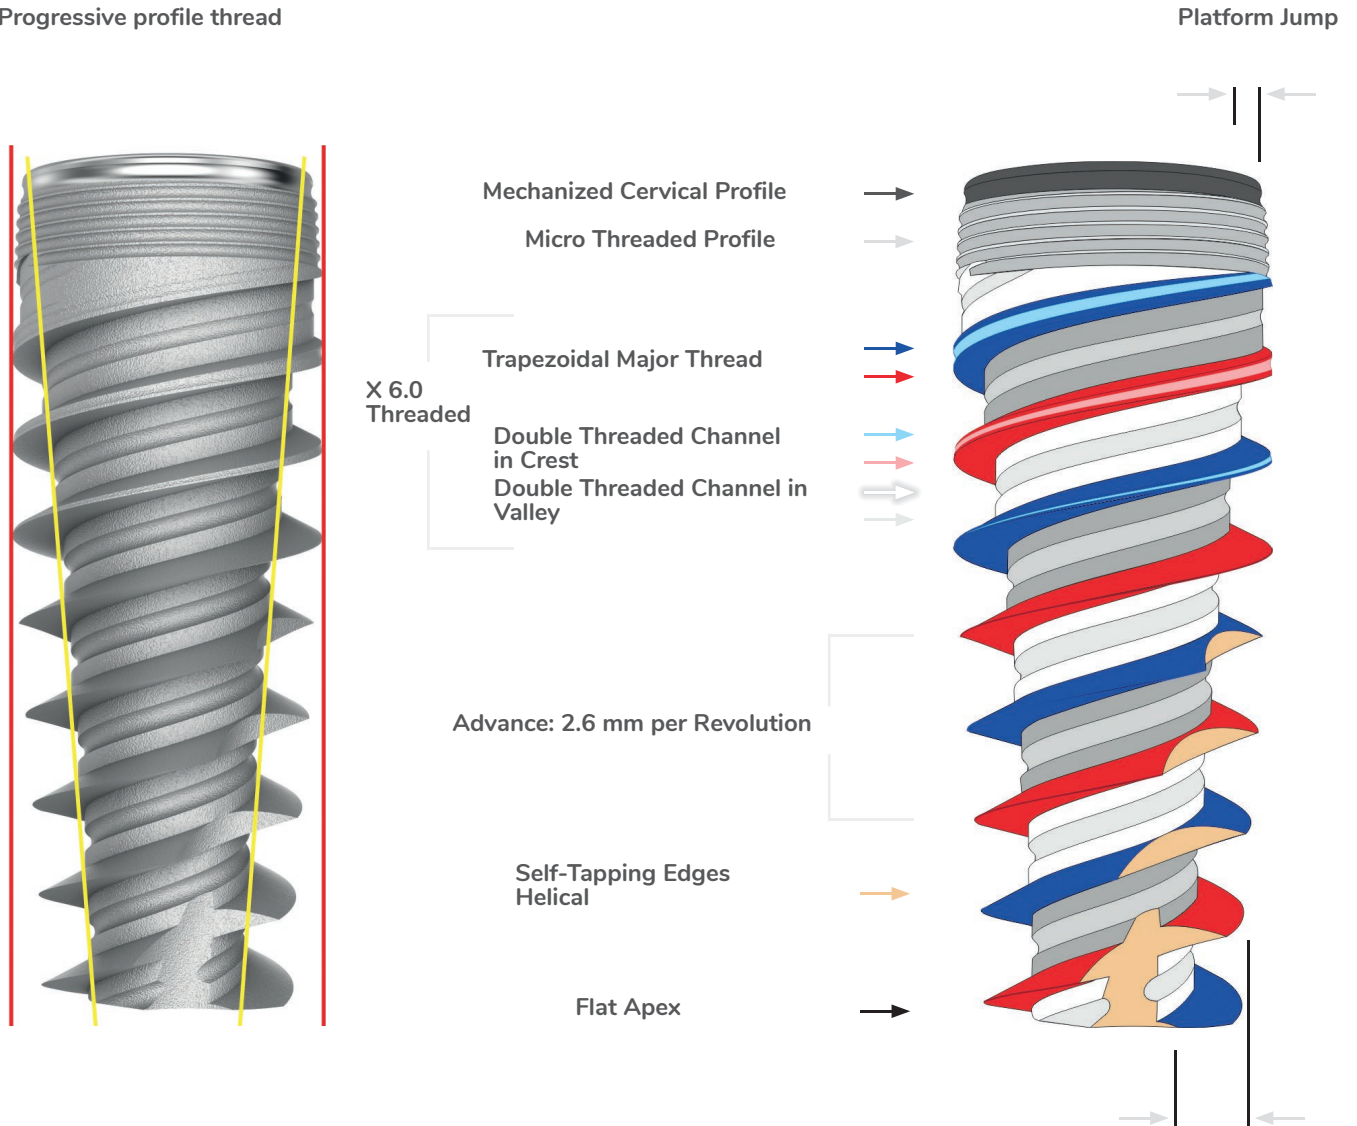 Progressive profile thread
Platform Jump
Mechanized Cervical Profile
Micro Threaded Profile
Trapezoidal Major Thread
X 6.0
Threaded
Double Threaded Channel
in Crest
Double Threaded Channel in
Valley
Advance: 2.6 mm per Revolution
Self-Tapping Edges
Helical
Flat Apex